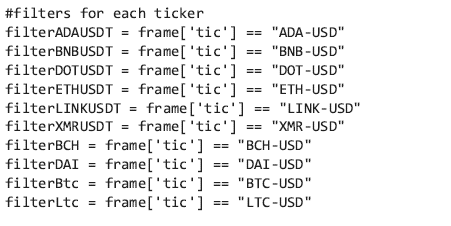 #filters for each ticker
filterADAUSDT = frame['tic'] == "ADA-USD"
filterBNBUSDT = frame['tic'] == "BNB-USD"
filterDOTUSDT = frame['tic'] == "DOT-USD"
filterETHUSDT = frame['tic'] == "ETH-USD"
filterLINKUSDT = frame['tic'] == "LINK-USD"
filterXMRUSDT = frame['tic'] == "XMR-USD"
filterBCH = frame['tic'] == "BCH-USD"
filterDAI = frame['tic'] == "DAI-USD"
filterBtc = frame['tic'] == "BTC-USD"
filterLtc = frame['tic'] == "LTC-USD"